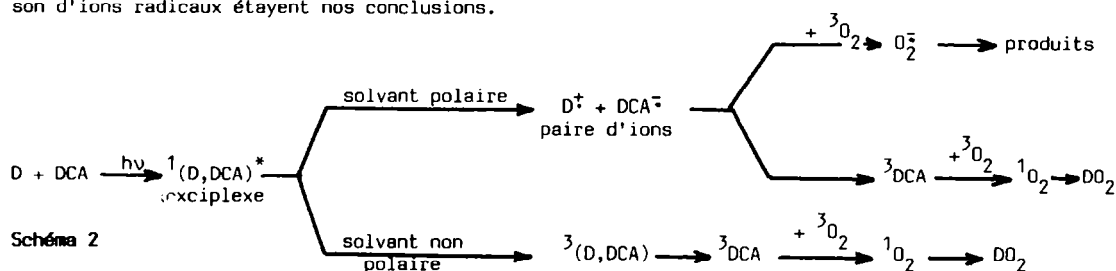 son d'ions radicaux étayent nos conclusions.
+ ³O₂ → O₂⁻• → produits
solvant polaire
D⁺• + DCA⁻•
paire d'ions
D + DCA hν → ¹(D,DCA)* 
exciplexe
³DCA + ³O₂ → ¹O₂ → DO₂
Schéma 2
solvant non
polaire
³(D,DCA) → ³DCA + ³O₂ → ¹O₂ → DO₂